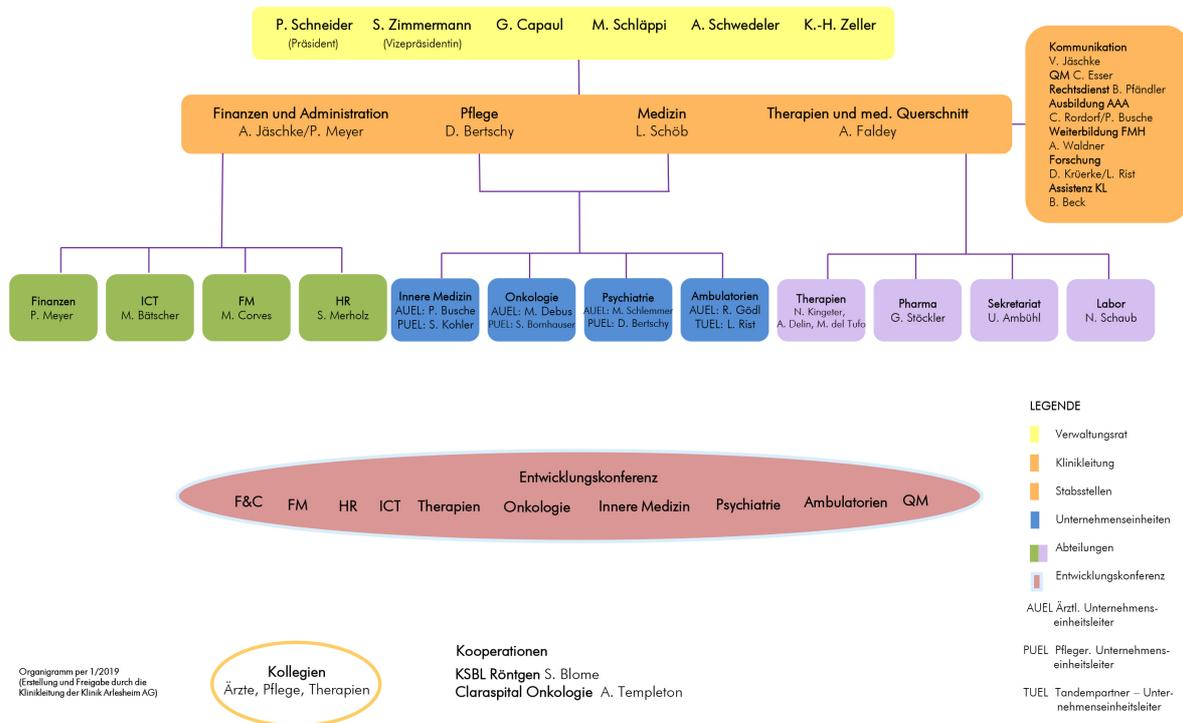 P. Schneider S. Zimmermann G. Capaul M. Schläppi A. Schwedeler K.-H. Zeller
(Präsident) (Vizepräsidentin)
Finanzen und Administration Pflege Medizin Therapien und med. Querschnitt
A. Jäschke/P. Meyer D. Bertschy L. Schöb A. Faldey
Kommunikation
V. Jäschke
QM C. Esser
Rechtsdienst B. Pfändler
Ausbildung AAA
C. Rordorf/P. Busche
Weiterbildung FMH
A. Waldner
Forschung
D. Krüerke/L. Rist
Assistenz KL
B. Beck
Finanzen
P. Meyer
ICT
M. Bätscher
FM
M. Corves
HR
S. Merholz
Innere Medizin
AUEL: P. Busche
PUEL: S. Kohler
Onkologie
AUEL: M. Debus
PUEL: S. Bornhauser
Psychiatrie
AUEL: M. Schlemmer
PUEL: D. Bertschy
Ambulatorien
AUEL: R. Gödl
TUEL: L. Rist
Therapien
N. Kingeter,
A. Delin, M. del Tufo
Pharma
G. Stöckler
Sekretariat
U. Ambühl
Labor
N. Schaub
Entwicklungskonferenz
F&C FM HR ICT Therapien Onkologie Innere Medizin Psychiatrie Ambulatorien QM
LEGENDE
Verwaltungsrat
Klinikleitung
Stabsstellen
Unternehmenseinheiten
Abteilungen
Entwicklungskonferenz
AUEL Ärztl. Unternehmens-
einheitsleiter
PUEL Pfleger. Unternehmens-
einheitsleiter
TUEL Tandempartner – Unter-
nehmenseinheitsleiter
Organigramm per 1/2019
(Erstellung und Freigabe durch die
Klinikleitung der Klinik Arlesheim AG)
Kollegien
Ärzte, Pflege, Therapien
Kooperationen
KSBL Röntgen S. Blome
Claraspital Onkologie A. Templeton